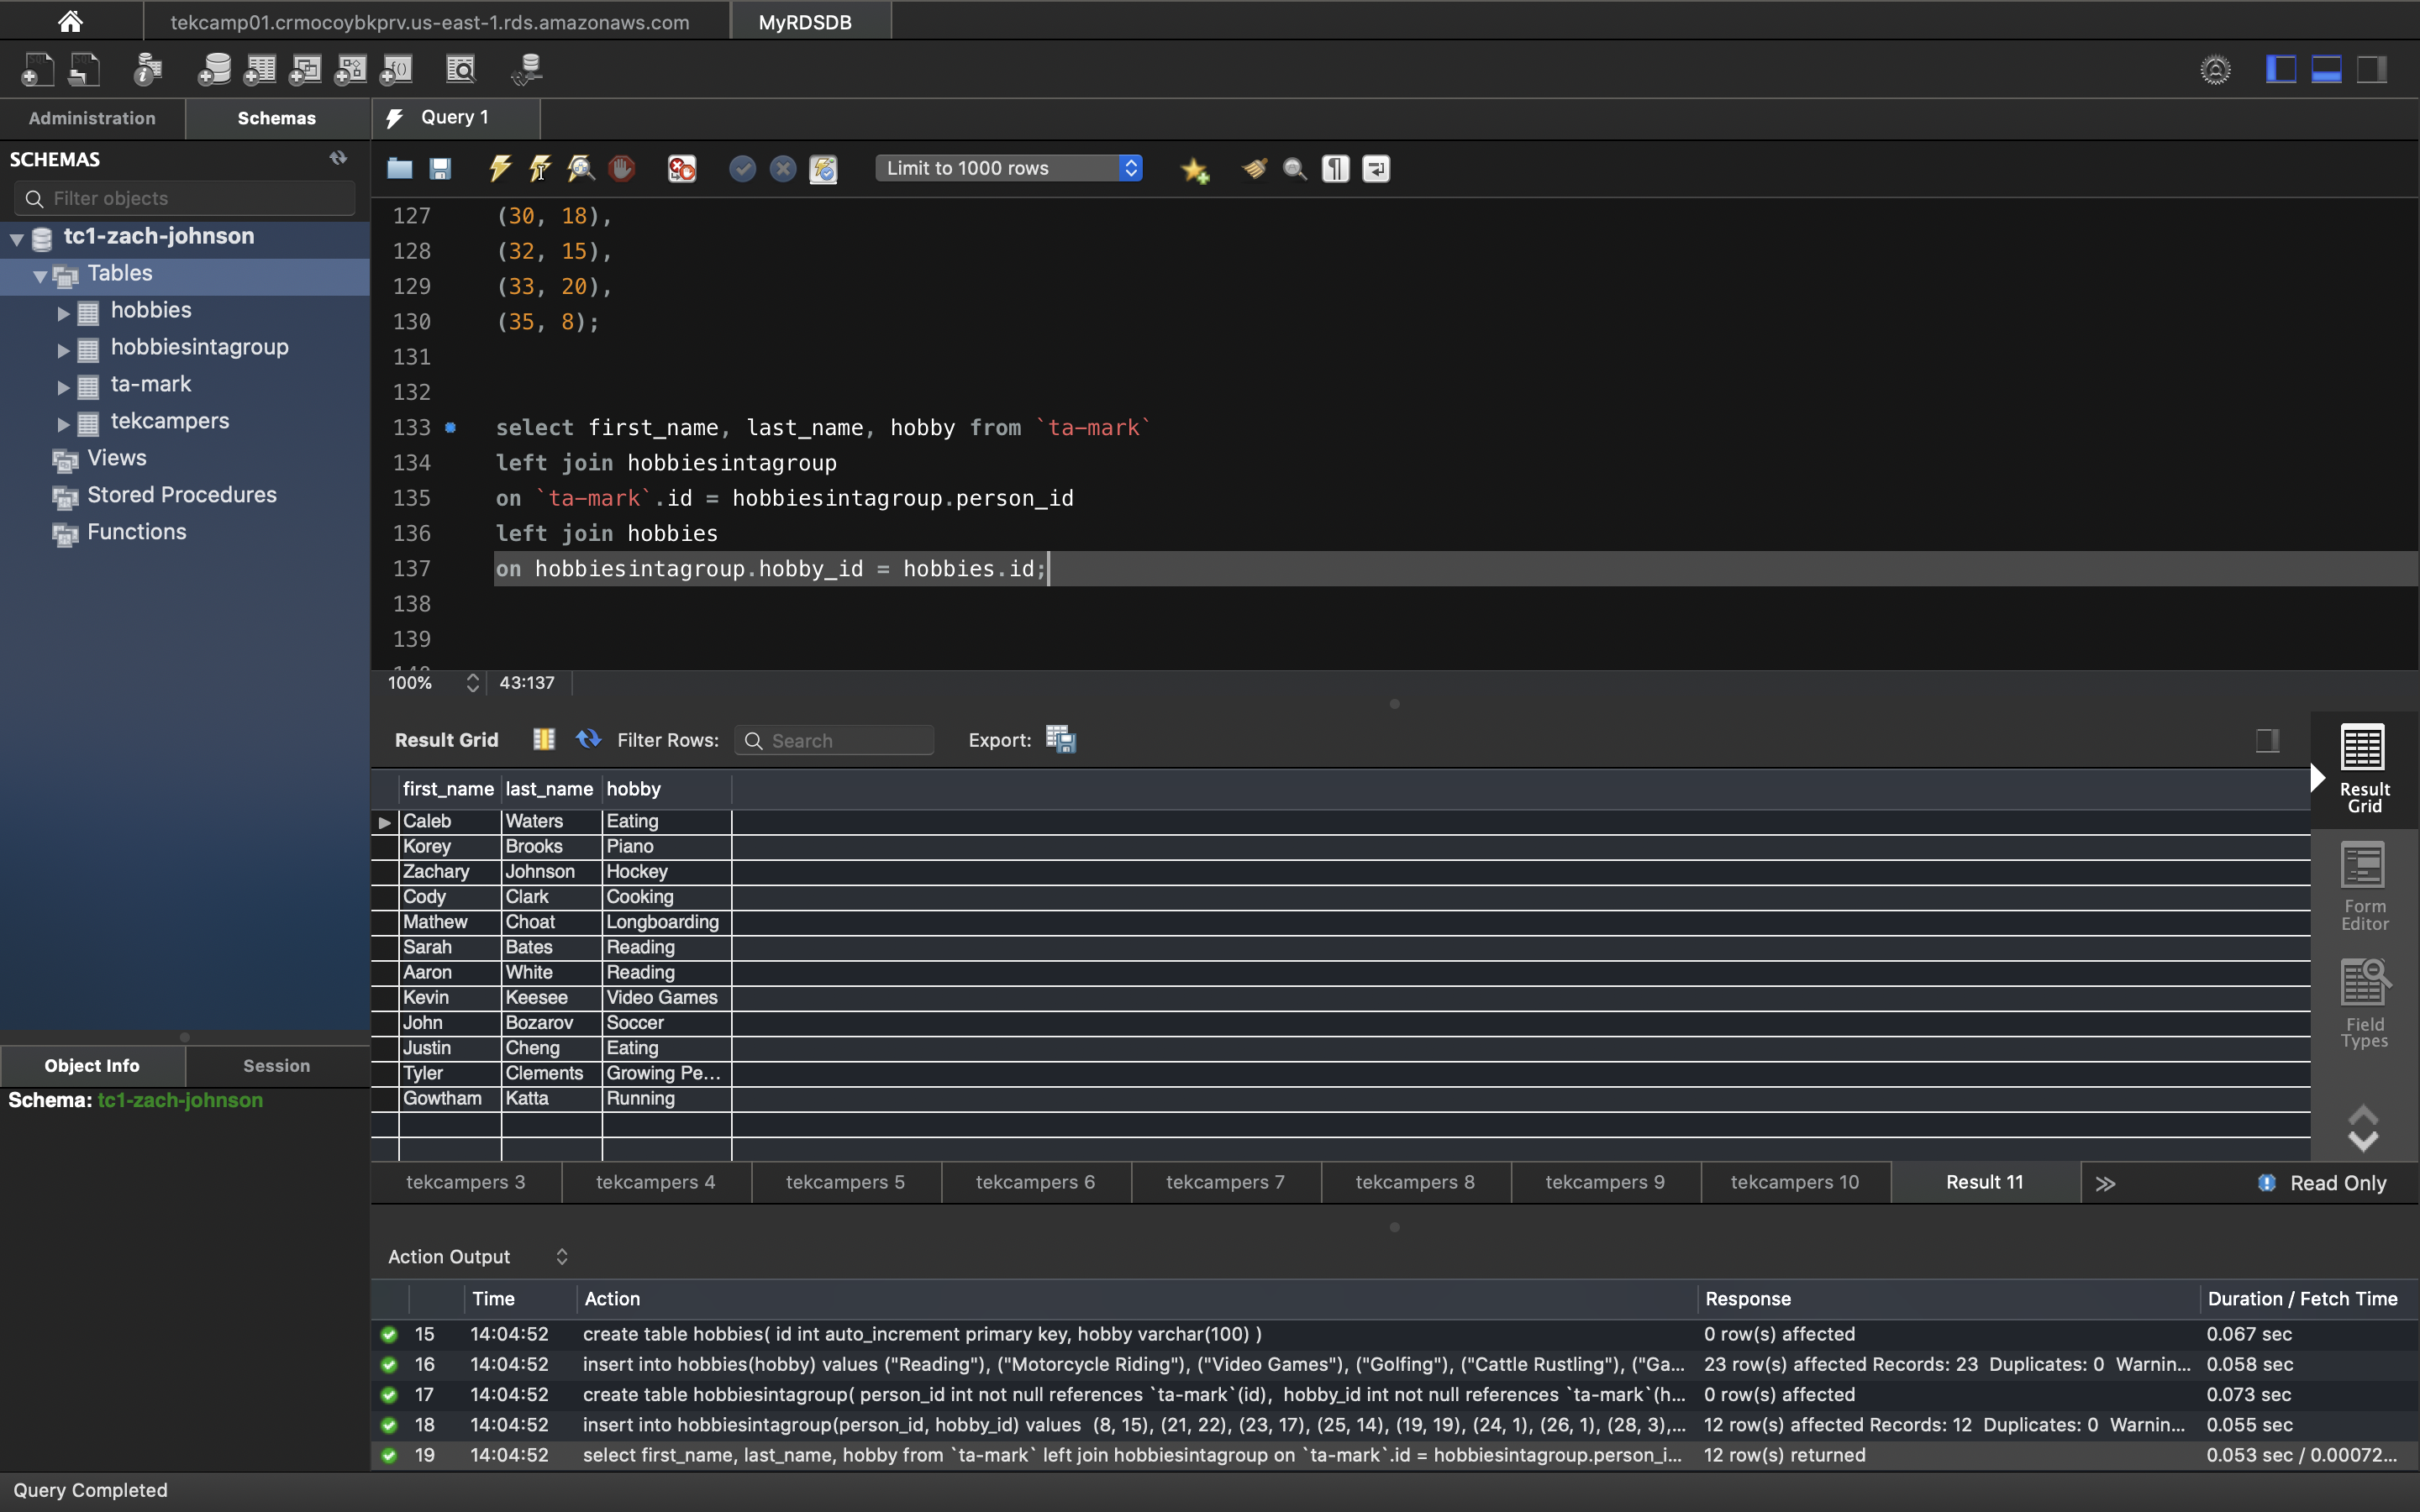 tekcamp01.crmocoybkprv.us-east-1.rds.amazonaws.com MyRDSDB
Administration Schemas Query 1
SCHEMAS
Filter objects
Limit to 1000 rows
tc1-zach-johnson
Tables
hobbies
hobbiesintagroup
ta-mark
tekcampers
Views
Stored Procedures
Functions
127 (30, 18),
128 (32, 15),
129 (33, 20),
130 (35, 8);
131
132
133 select first_name, last_name, hobby from `ta-mark`
134 left join hobbiesintagroup
135 on `ta-mark`.id = hobbiesintagroup.person_id
136 left join hobbies
137 on hobbiesintagroup.hobby_id = hobbies.id;
138
139
100% 43:137
Result Grid Filter Rows: Search Export:
first_name last_name hobby
Caleb Waters Eating
Korey Brooks Piano
Zachary Johnson Hockey
Cody Clark Cooking
Mathew Choat Longboarding
Sarah Bates Reading
Aaron White Reading
Kevin Keesee Video Games
John Bozarov Soccer
Justin Cheng Eating
Tyler Clements Growing Pe...
Gowtham Katta Running
Result
Grid
Form
Editor
Field
Types
tekcampers 3 tekcampers 4 tekcampers 5 tekcampers 6 tekcampers 7 tekcampers 8 tekcampers 9 tekcampers 10 Result 11 Read Only
Object Info Session
Schema: tc1-zach-johnson
Action Output
Time Action Response Duration / Fetch Time
15 14:04:52 create table hobbies( id int auto_increment primary key, hobby varchar(100) ) 0 row(s) affected 0.067 sec
16 14:04:52 insert into hobbies(hobby) values ("Reading"), ("Motorcycle Riding"), ("Video Games"), ("Golfing"), ("Cattle Rustling"), ("Ga... 23 row(s) affected Records: 23 Duplicates: 0 Warnin... 0.058 sec
17 14:04:52 create table hobbiesintagroup( person_id int not null references `ta-mark`(id), hobby_id int not null references `ta-mark`(h... 0 row(s) affected 0.073 sec
18 14:04:52 insert into hobbiesintagroup(person_id, hobby_id) values (8, 15), (21, 22), (23, 17), (25, 14), (19, 19), (24, 1), (26, 1), (28, 3),... 12 row(s) affected Records: 12 Duplicates: 0 Warnin... 0.055 sec
19 14:04:52 select first_name, last_name, hobby from `ta-mark` left join hobbiesintagroup on `ta-mark`.id = hobbiesintagroup.person_i... 12 row(s) returned 0.053 sec / 0.00072...
Query Completed